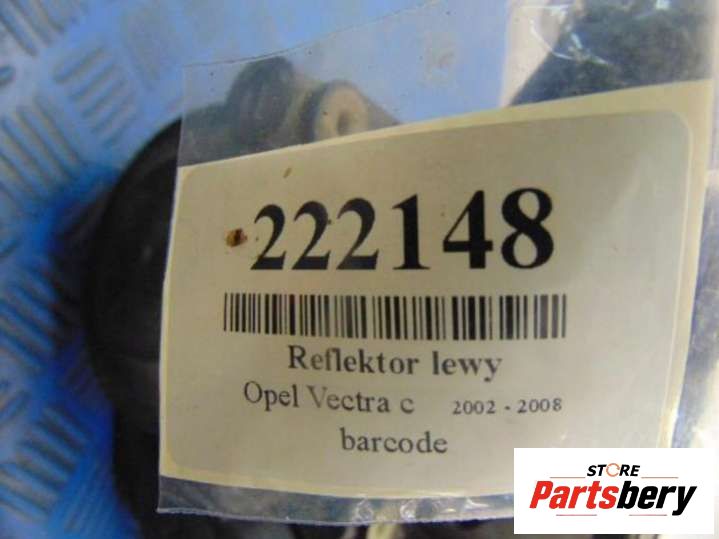 222148
Reflektor lewy
Opel Vectra c 2002 - 2008
barcode
STORE
Partsbery